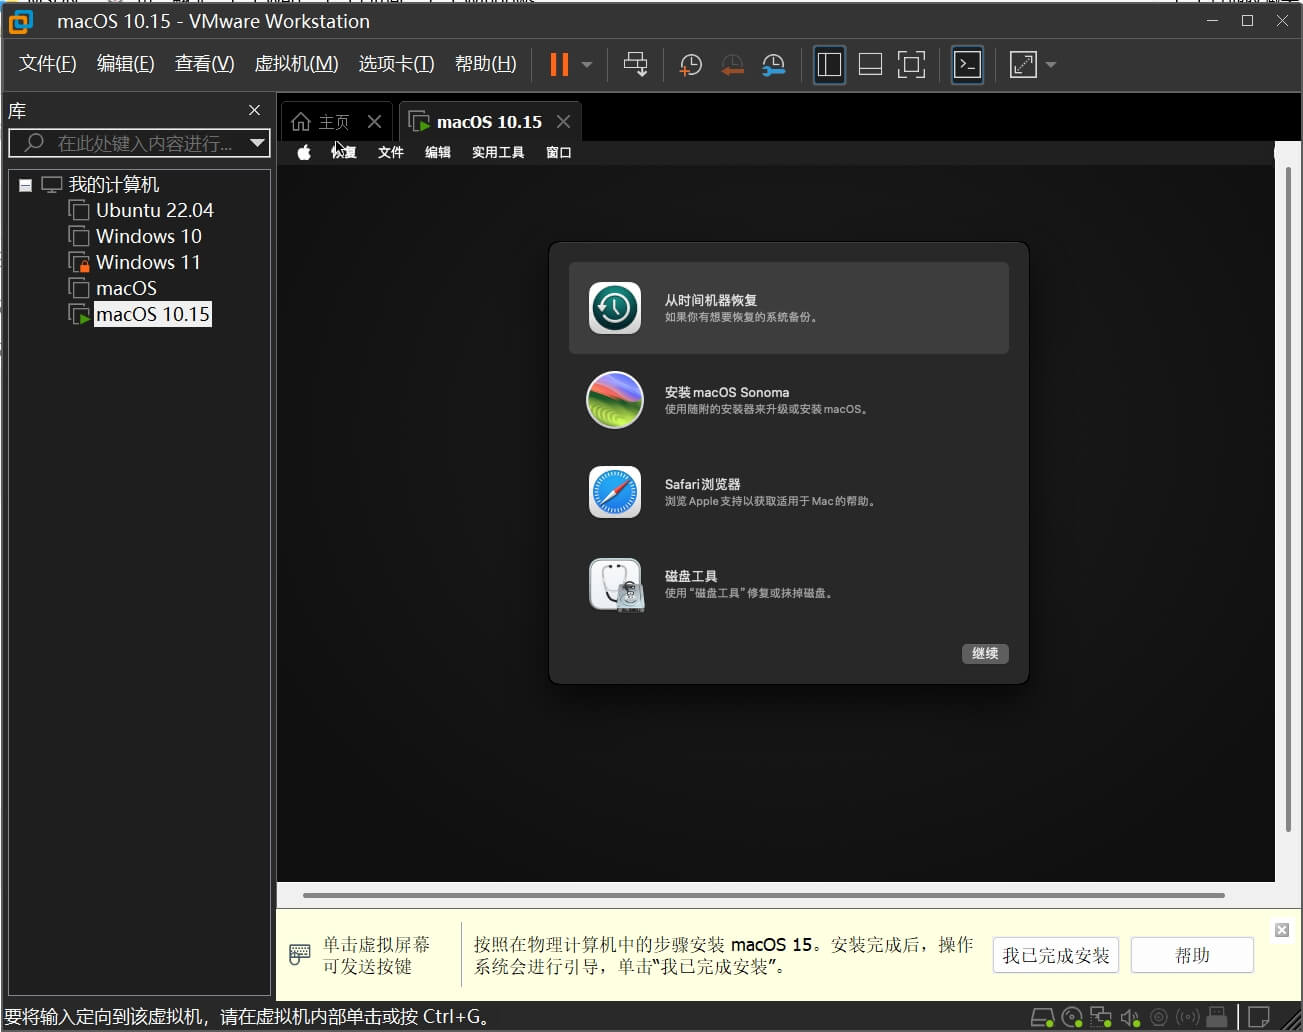 macOS 10.15 - VMware Workstation
文件(F) 编辑(E) 查看(V) 虚拟机(M) 选项卡(T) 帮助(H)
库
在此处键入内容进行...
我的计算机
Ubuntu 22.04
Windows 10
Windows 11
macOS
macOS 10.15
主页
macOS 10.15
恢复 文件 编辑 实用工具 窗口
从时间机器恢复
如果你有想要恢复的系统备份。
安装 macOS Sonoma
使用随附的安装器来升级或安装 macOS。
Safari浏览器
浏览 Apple 支持以获取适用于 Mac 的帮助。
磁盘工具
使用“磁盘工具”修复或抹掉磁盘。
继续
单击虚拟屏幕
可发送按键
按照在物理计算机中的步骤安装 macOS 15。安装完成后，操作
系统会进行引导，单击“我已完成安装”。
我已完成安装
帮助
要将输入定向到该虚拟机，请在虚拟机内部单击或按 Ctrl+G。